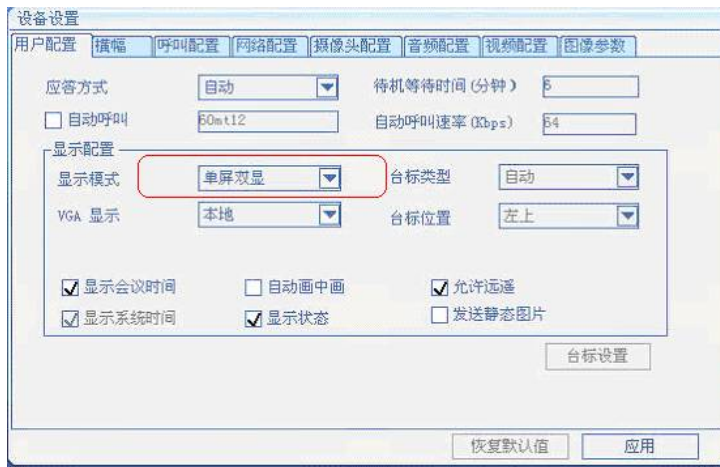 设备设置
用户配置 横幅 呼叫配置 网络配置 摄像头配置 音频配置 视频配置 图像参数
应答方式 自动 待机等待时间(分钟) 6
自动呼叫 60mt12 自动呼叫速率(Kbps) 64
显示配置
显示模式 单屏双显 台标类型 自动
VGA 显示 本地 台标位置 左上
显示会议时间 自动画中画 允许远遥
显示系统时间 显示状态 发送静态图片
台标设置
恢复默认值 应用